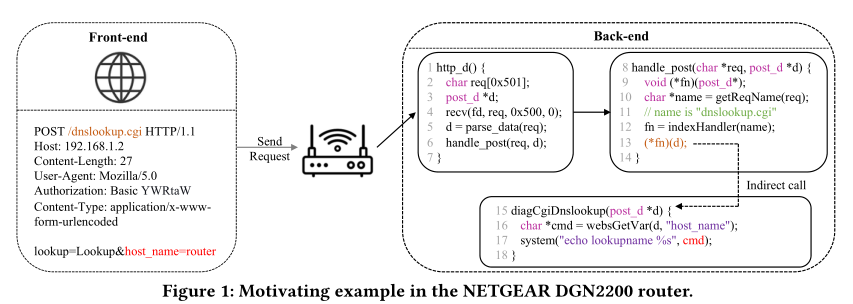 Front-end
POST /dnslookup.cgi HTTP/1.1
Host: 192.168.1.2
Content-Length: 27
User-Agent: Mozilla/5.0
Authorization: Basic YWRtaW
Content-Type: application/x-www-
form-urlencoded
lookup=Lookup&host_name=router
Send
Request
Back-end
1 http_d() {
2 char req[0x501];
3 post_d *d;
4 recv(fd, req, 0x500, 0);
5 d = parse_data(req);
6 handle_post(req, d);
7 }
8 handle_post(char *req, post_d *d) {
9 void (*fn)(post_d*);
10 char *name = getReqName(req);
11 // name is "dnslookup.cgi"
12 fn = indexHandler(name);
13 (*fn)(d);
14 }
Indirect call
15 diagCgiDnslookup(post_d *d) {
16 char *cmd = websGetVar(d, "host_name");
17 system("echo lookupname %s", cmd);
18 }
Figure 1: Motivating example in the NETGEAR DGN2200 router.